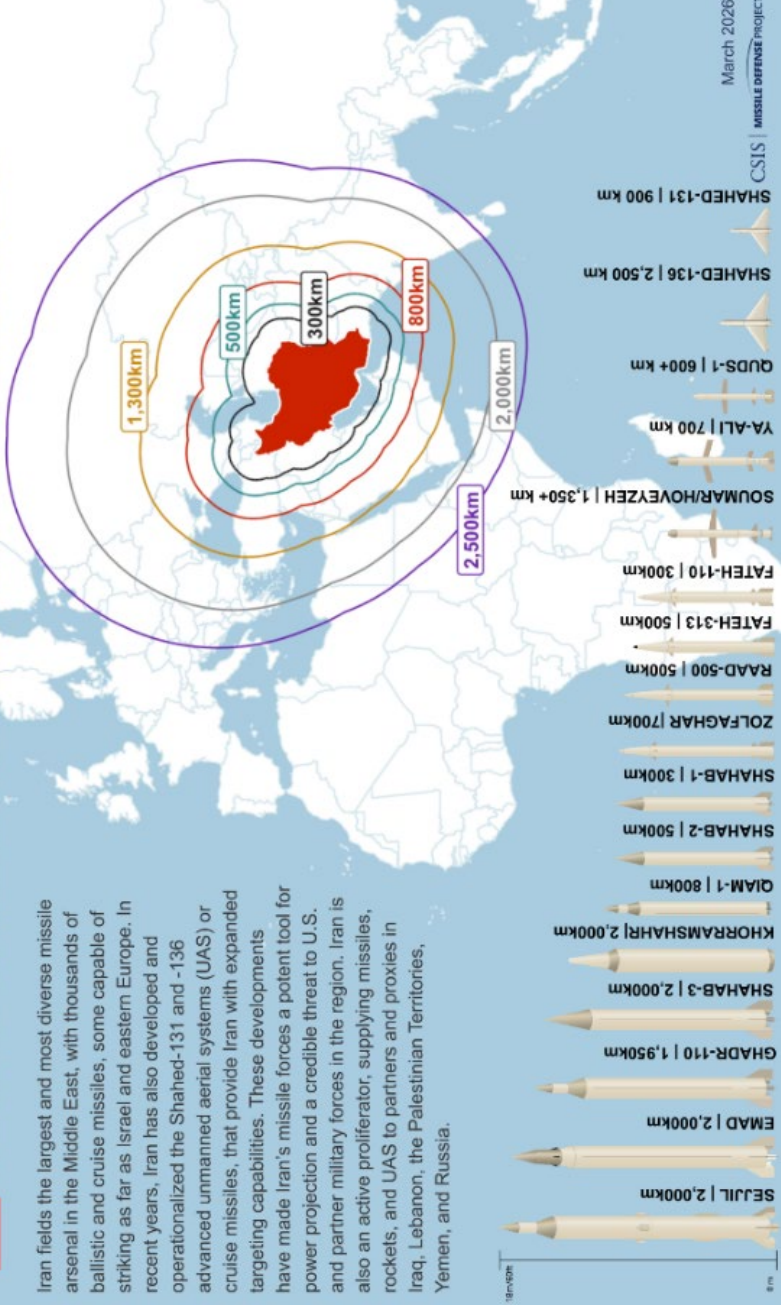 Iran fields the largest and most diverse missile
arsenal in the Middle East, with thousands of
ballistic and cruise missiles, some capable of
striking as far as Israel and eastern Europe. In
recent years, Iran has also developed and
operationalized the Shahed-131 and -136
advanced unmanned aerial systems (UAS) or
cruise missiles, that provide Iran with expanded
targeting capabilities. These developments
have made Iran's missile forces a potent tool for
power projection and a credible threat to U.S.
and partner military forces in the region. Iran is
also an active proliferator, supplying missiles,
rockets, and UAS to partners and proxies in
Iraq, Lebanon, the Palestinian Territories,
Yemen, and Russia.
1,300km
500km
300km
800km
2,000km
2,500km
18m/60ft
0 m
SEJJIL | 2,000km
EMAD | 2,000km
GHADR-110 | 1,950km
SHAHAB-3 | 2,000km
KHORRAMSHAHR| 2,000km
QIAM-1 | 800km
SHAHAB-2 | 500km
SHAHAB-1 | 300km
ZOLFAGHAR |700km
RAAD-500 | 500km
FATEH-313 | 500km
FATEH-110 | 300km
SOUMAR/HOVEYZEH | 1,350+ km
YA-ALI | 700 km
QUDS-1 | 600+ km
SHAHED-136 | 2,500 km
SHAHED-131 | 900 km
March 2026
CSIS | MISSILE DEFENSE PROJECT